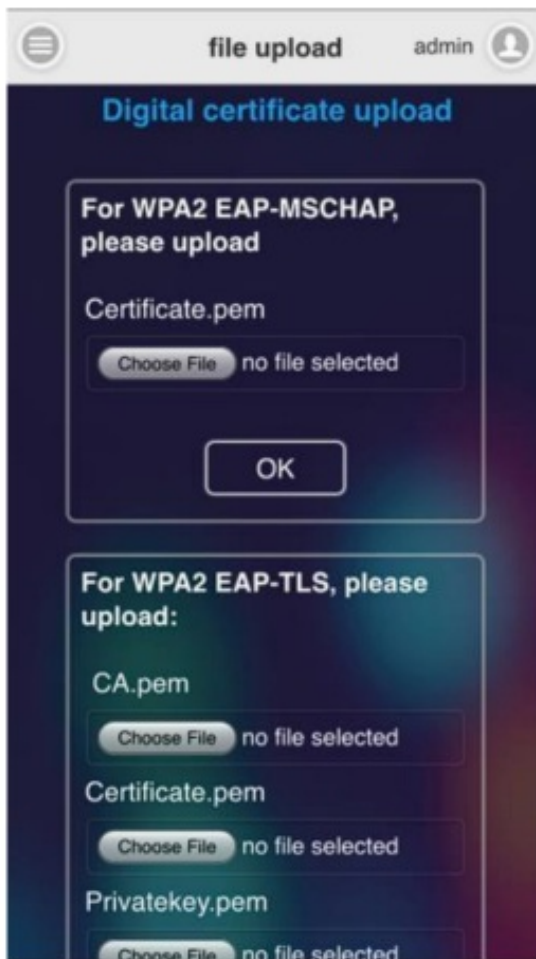 file upload admin
Digital certificate upload
For WPA2 EAP-MSCHAP,
please upload
Certificate.pem
Choose File no file selected
OK
For WPA2 EAP-TLS, please
upload:
CA.pem
Choose File no file selected
Certificate.pem
Choose File no file selected
Privatekey.pem
Choose File no file selected